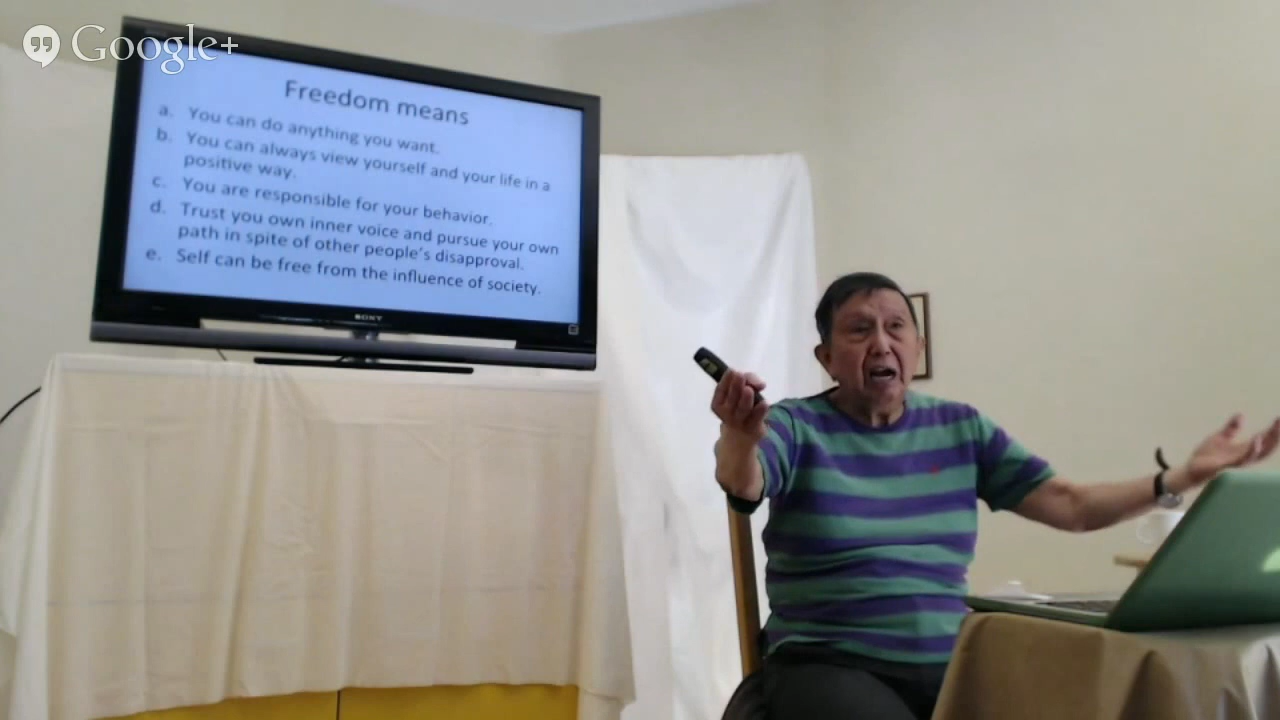 Google+
Freedom means
a. You can do anything you want.
b. You can always view yourself and your life in a
positive way.
c. You are responsible for your behavior.
d. Trust you own inner voice and pursue your own
path in spite of other people's disapproval.
e. Self can be free from the influence of society.
SONY